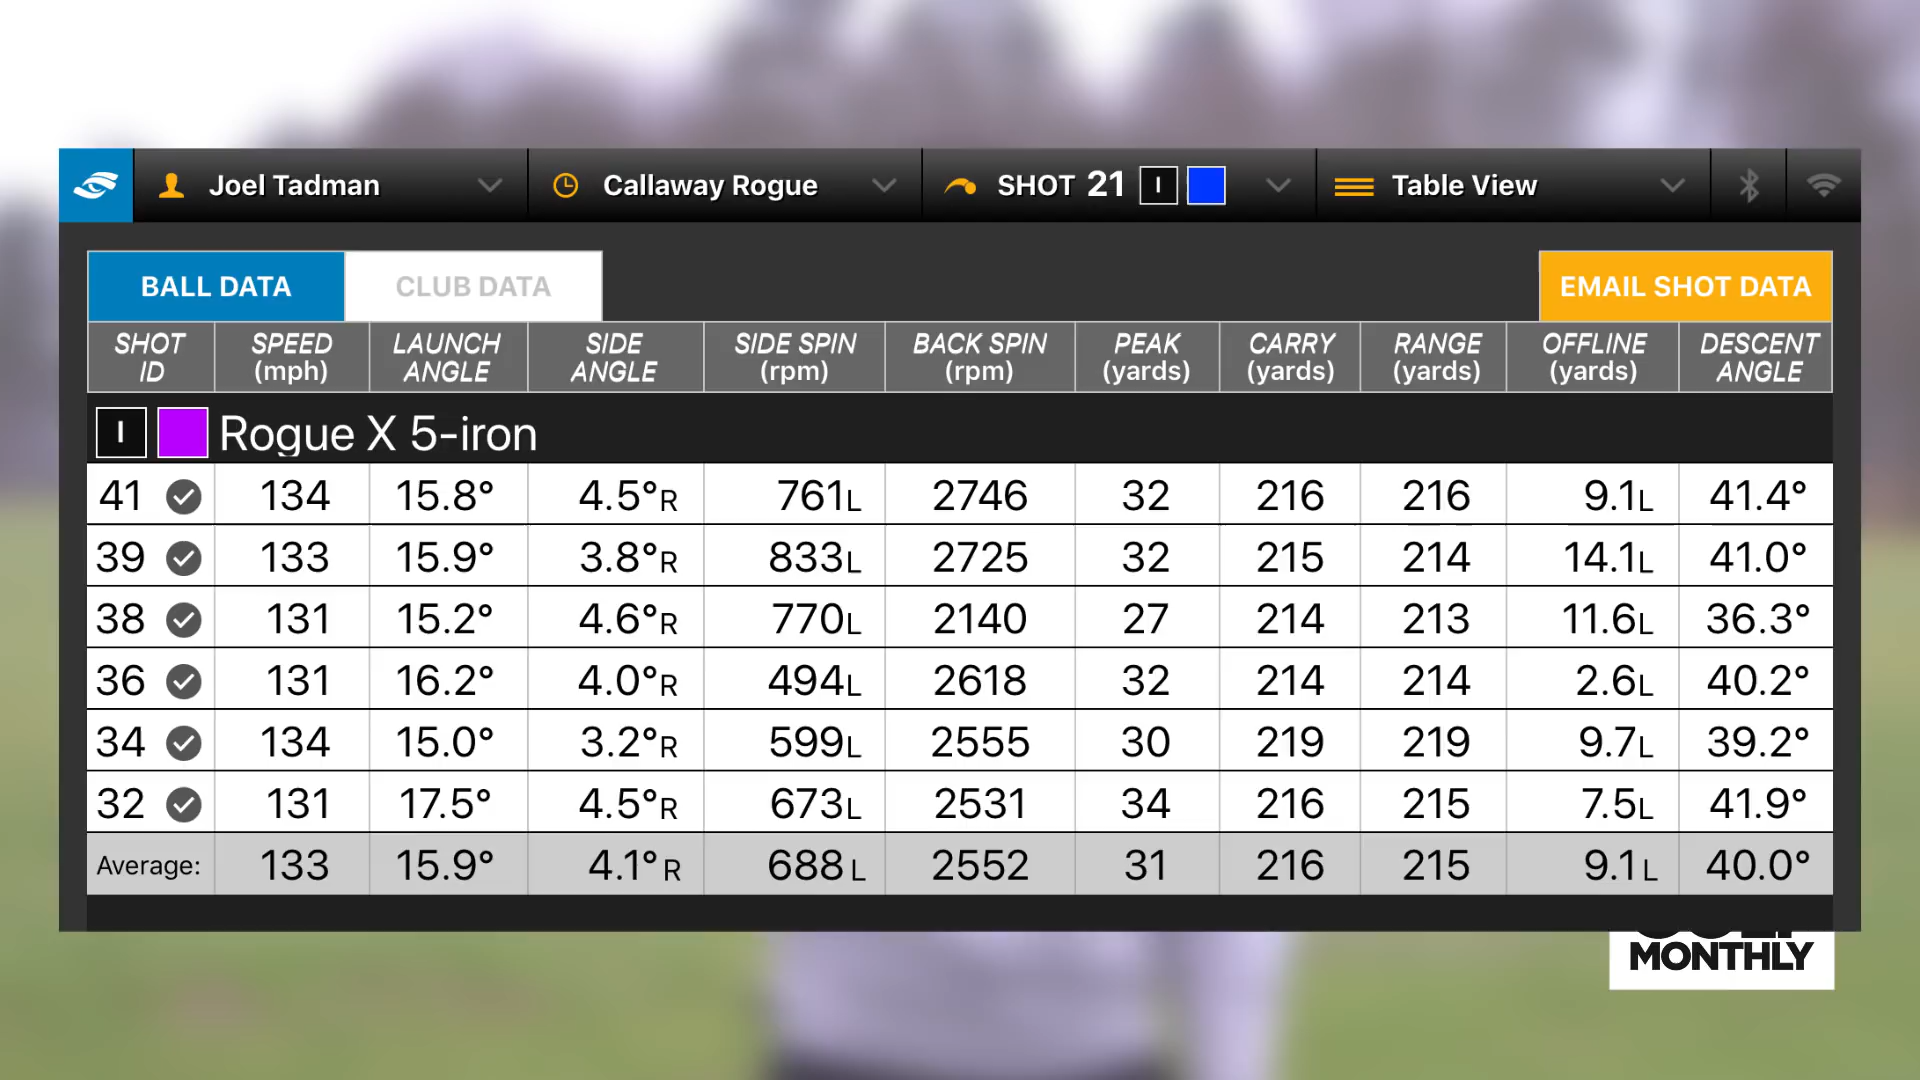 Joel Tadman Callaway Rogue SHOT 21 I Table View
BALL DATA CLUB DATA EMAIL SHOT DATA
SHOT ID SPEED (mph) LAUNCH ANGLE SIDE ANGLE SIDE SPIN (rpm) BACK SPIN (rpm) PEAK (yards) CARRY (yards) RANGE (yards) OFFLINE (yards) DESCENT ANGLE
I Rogue X 5-iron
41 134 15.8° 4.5°R 761L 2746 32 216 216 9.1L 41.4°
39 133 15.9° 3.8°R 833L 2725 32 215 214 14.1L 41.0°
38 131 15.2° 4.6°R 770L 2140 27 214 213 11.6L 36.3°
36 131 16.2° 4.0°R 494L 2618 32 214 214 2.6L 40.2°
34 134 15.0° 3.2°R 599L 2555 30 219 219 9.7L 39.2°
32 131 17.5° 4.5°R 673L 2531 34 216 215 7.5L 41.9°
Average: 133 15.9° 4.1°R 688 L 2552 31 216 215 9.1 L 40.0°
MONTHLY